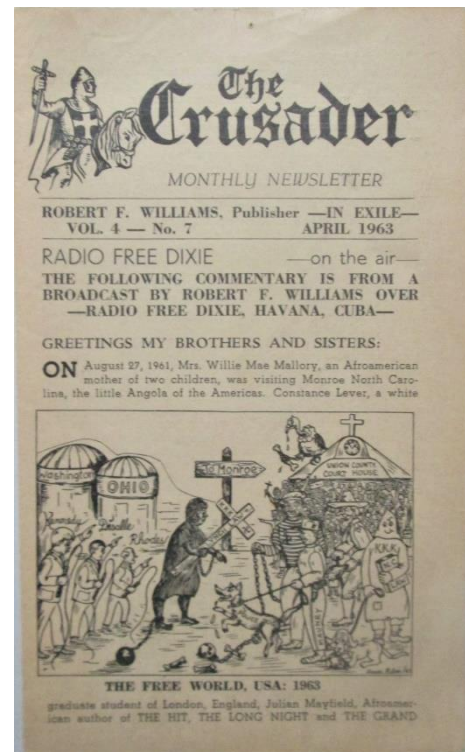 The
Crusader
MONTHLY NEWSLETTER
ROBERT F. WILLIAMS, Publisher —IN EXILE—
VOL. 4 — No. 7 APRIL 1963
RADIO FREE DIXIE —on the air—
THE FOLLOWING COMMENTARY IS FROM A
BROADCAST BY ROBERT F. WILLIAMS OVER
—RADIO FREE DIXIE, HAVANA, CUBA—
GREETINGS MY BROTHERS AND SISTERS:
ON August 27, 1961, Mrs. Willie Mae Mallory, an Afroamerican
mother of two children, was visiting Monroe North Caro-
lina, the little Angola of the Americas. Constance Lever, a white
Washington
OHIO
Kennedy
Rhodes
To Monroe
UNION COUNTY
COURT HOUSE
KKK
THE FREE WORLD, USA: 1963
graduate student of London, England, Julian Mayfield, Afroamer-
ican author of THE HIT, THE LONG NIGHT and THE GRAND